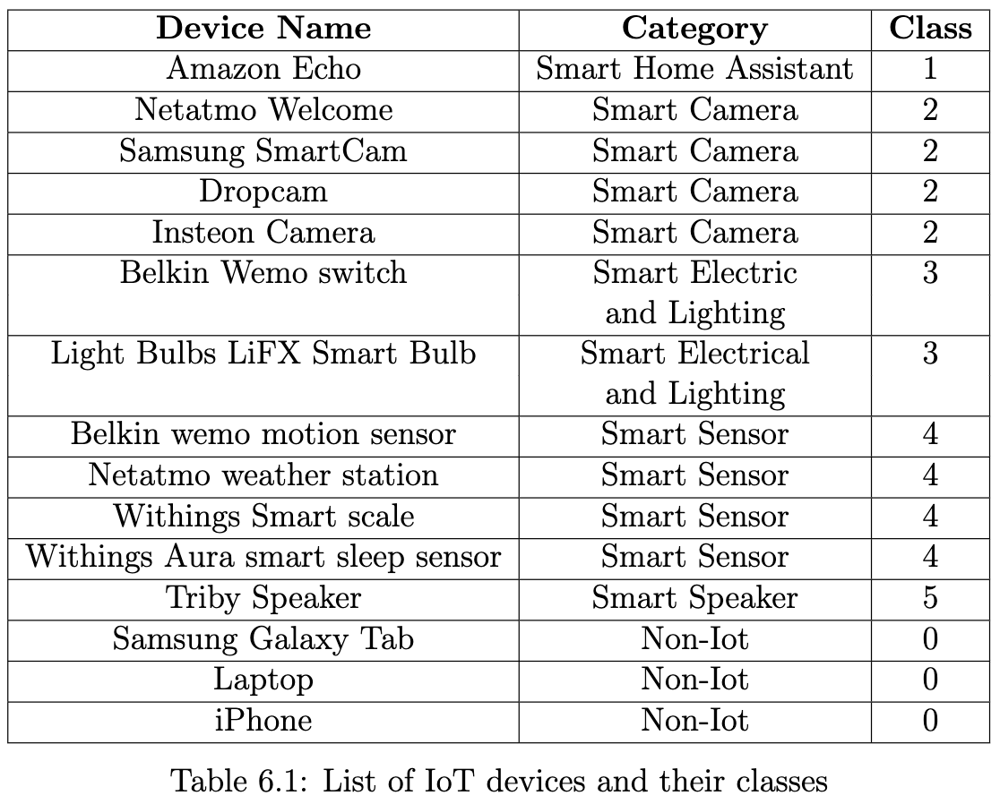 Device Name Category Class
Amazon Echo Smart Home Assistant 1
Netatmo Welcome Smart Camera 2
Samsung SmartCam Smart Camera 2
Dropcam Smart Camera 2
Insteon Camera Smart Camera 2
Belkin Wemo switch Smart Electric 3
and Lighting
Light Bulbs LiFX Smart Bulb Smart Electrical 3
and Lighting
Belkin wemo motion sensor Smart Sensor 4
Netatmo weather station Smart Sensor 4
Withings Smart scale Smart Sensor 4
Withings Aura smart sleep sensor Smart Sensor 4
Triby Speaker Smart Speaker 5
Samsung Galaxy Tab Non-Iot 0
Laptop Non-Iot 0
iPhone Non-Iot 0
Table 6.1: List of IoT devices and their classes